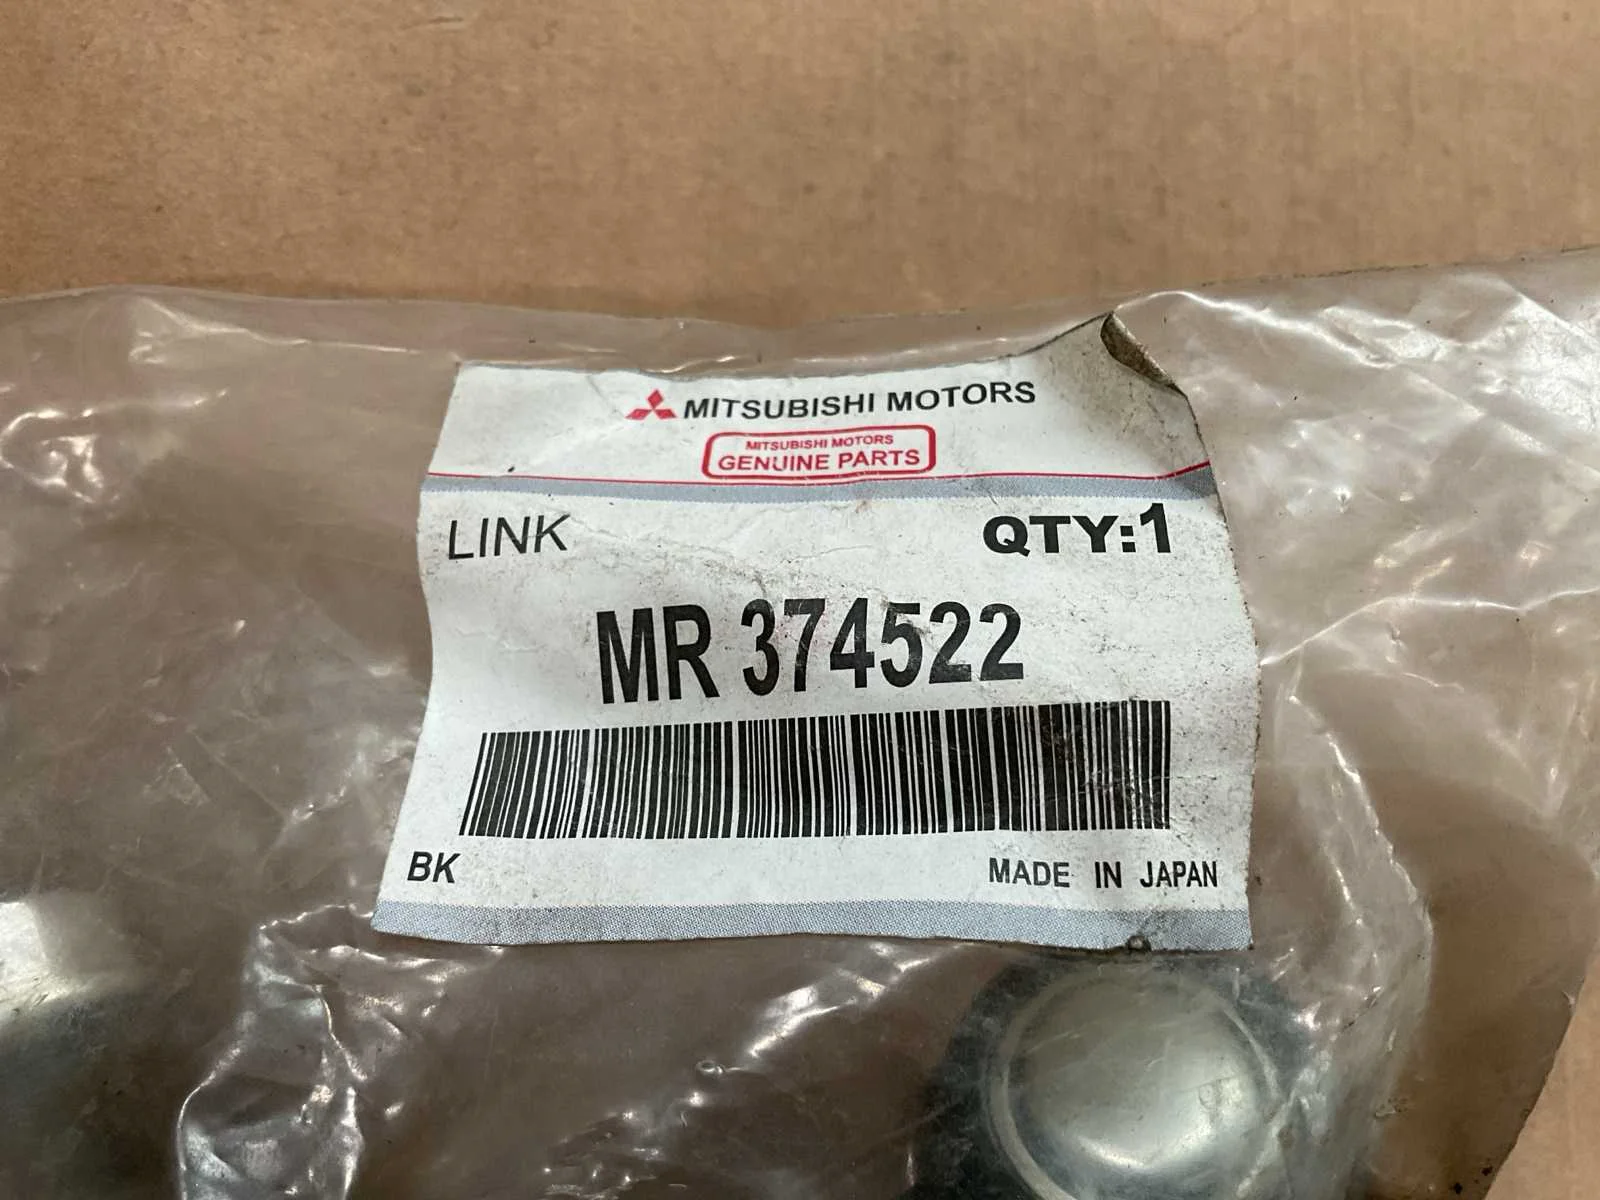 MITSUBISHI MOTORS
MITSUBISHI MOTORS
GENUINE PARTS
LINK
QTY:1
MR 374522
BK
MADE IN JAPAN